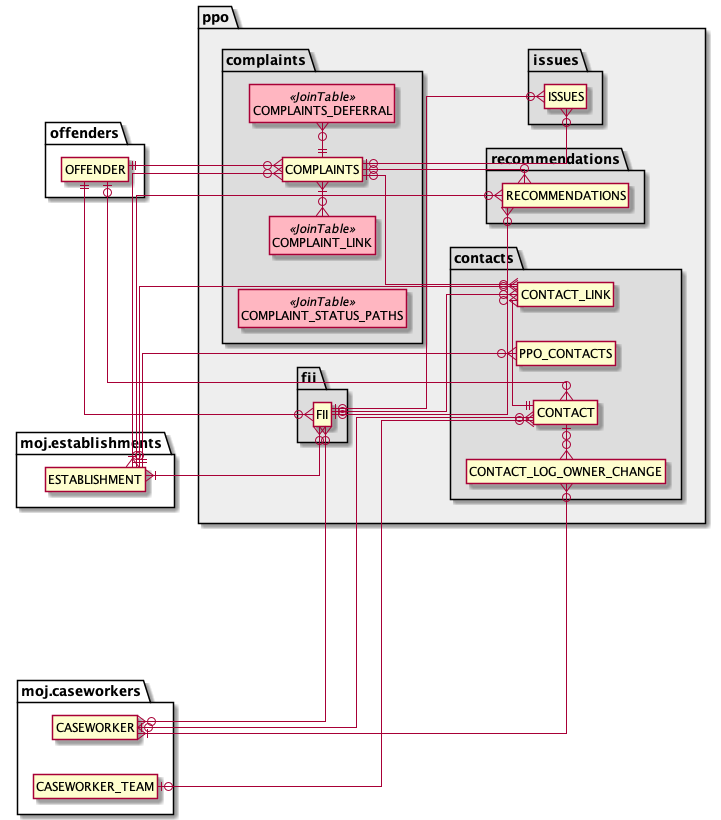 ppo
complaints
issues
«JoinTable»
COMPLAINTS_DEFERRAL
ISSUES
offenders
OFFENDER
COMPLAINTS
recommendations
RECOMMENDATIONS
«JoinTable»
COMPLAINT_LINK
contacts
CONTACT_LINK
«JoinTable»
COMPLAINT_STATUS_PATHS
PPO_CONTACTS
fii
FII
CONTACT
moj.establishments
ESTABLISHMENT
CONTACT_LOG_OWNER_CHANGE
moj.caseworkers
CASEWORKER
CASEWORKER_TEAM